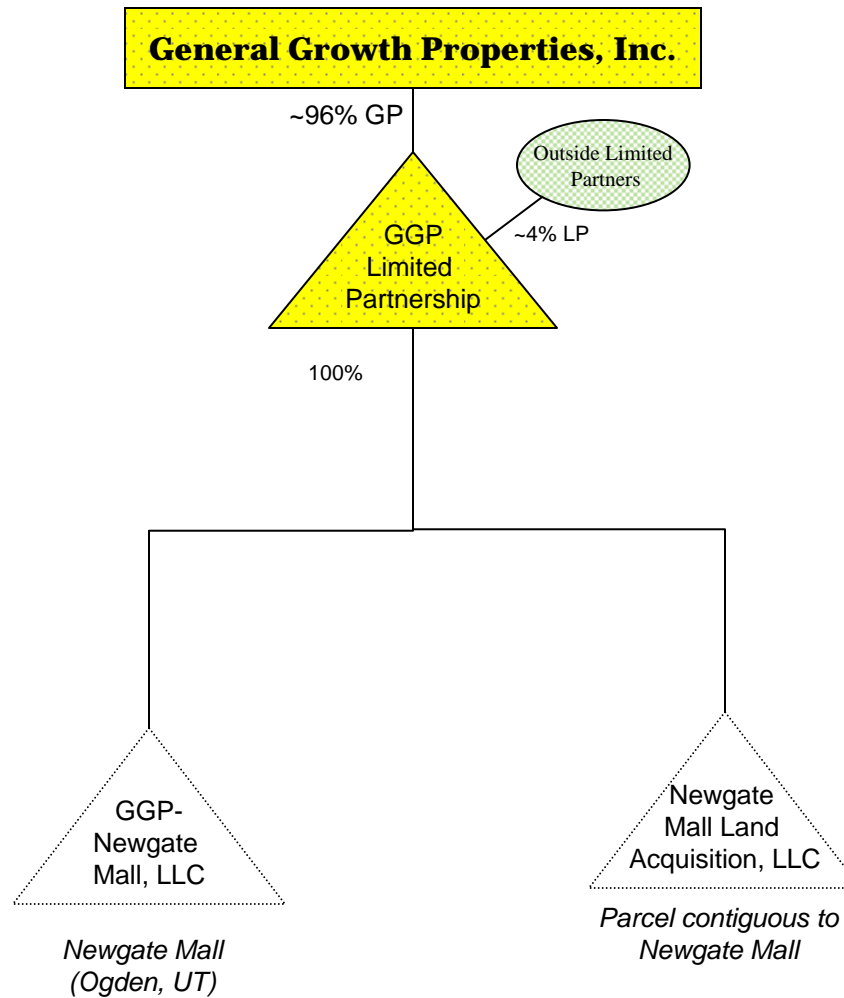 General Growth Properties, Inc.
~96% GP
Outside Limited
Partners
~4% LP
GGP
Limited
Partnership
100%
GGP-
Newgate
Mall, LLC
Newgate Mall
(Ogden, UT)
Newgate
Mall Land
Acquisition, LLC
Parcel contiguous to
Newgate Mall